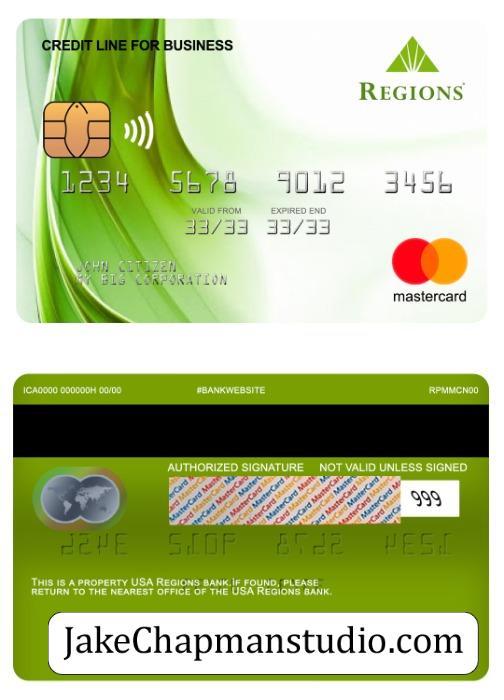 CREDIT LINE FOR BUSINESS
REGIONS
1234 5678 9012 3456
VALID FROM EXPIRED END
33/33 33/33
JOHN CITIZEN
MY BIG CORPORATION
mastercard
ICA0000 000000H 00/00 #BANKWEBSITE RPMMCN00
AUTHORIZED SIGNATURE NOT VALID UNLESS SIGNED
MasterCard MasterCard MasterCard
999
THIS IS A PROPERTY USA REGIONS BANK.IF FOUND, PLEASE
RETURN TO THE NEAREST OFFICE OF THE USA REGIONS BANK.
JakeChapmanstudio.com